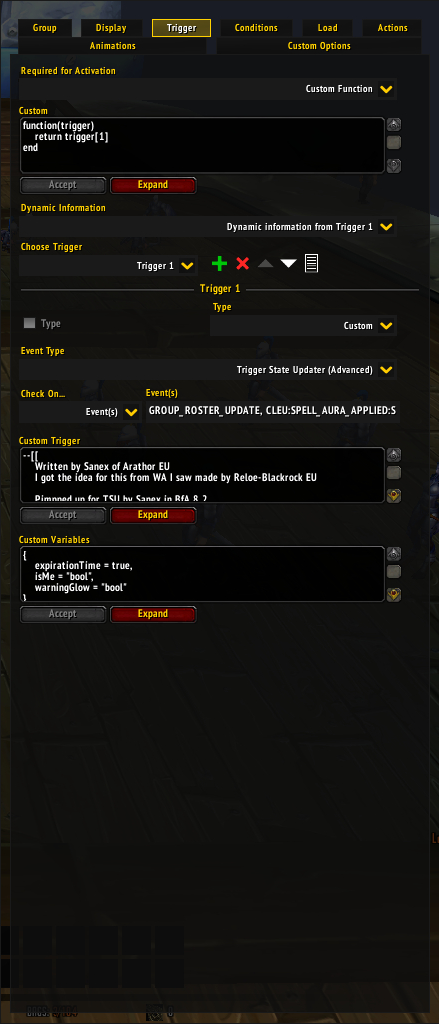 Group Display Trigger Conditions Load Actions
Animations Custom Options
Required for Activation
Custom Function
Custom
function(trigger)
return trigger[1]
end
Accept Expand
Dynamic Information
Dynamic information from Trigger 1
Choose Trigger
Trigger 1
Trigger 1
Type
Type
Custom
Event Type
Trigger State Updater (Advanced)
Check On... Event(s)
Event(s) GROUP_ROSTER_UPDATE, CLEU:SPELL_AURA_APPLIED:S
Custom Trigger
--[[
Written by Sanex of Arathor EU
I got the idea for this from WA I saw made by Reloe-Blackrock EU
Pimpped up for TSU by Sanex in BfA 8.2
Accept Expand
Custom Variables
{
expirationTime = true,
isMe = "bool",
warningGlow = "bool"
}
Accept Expand